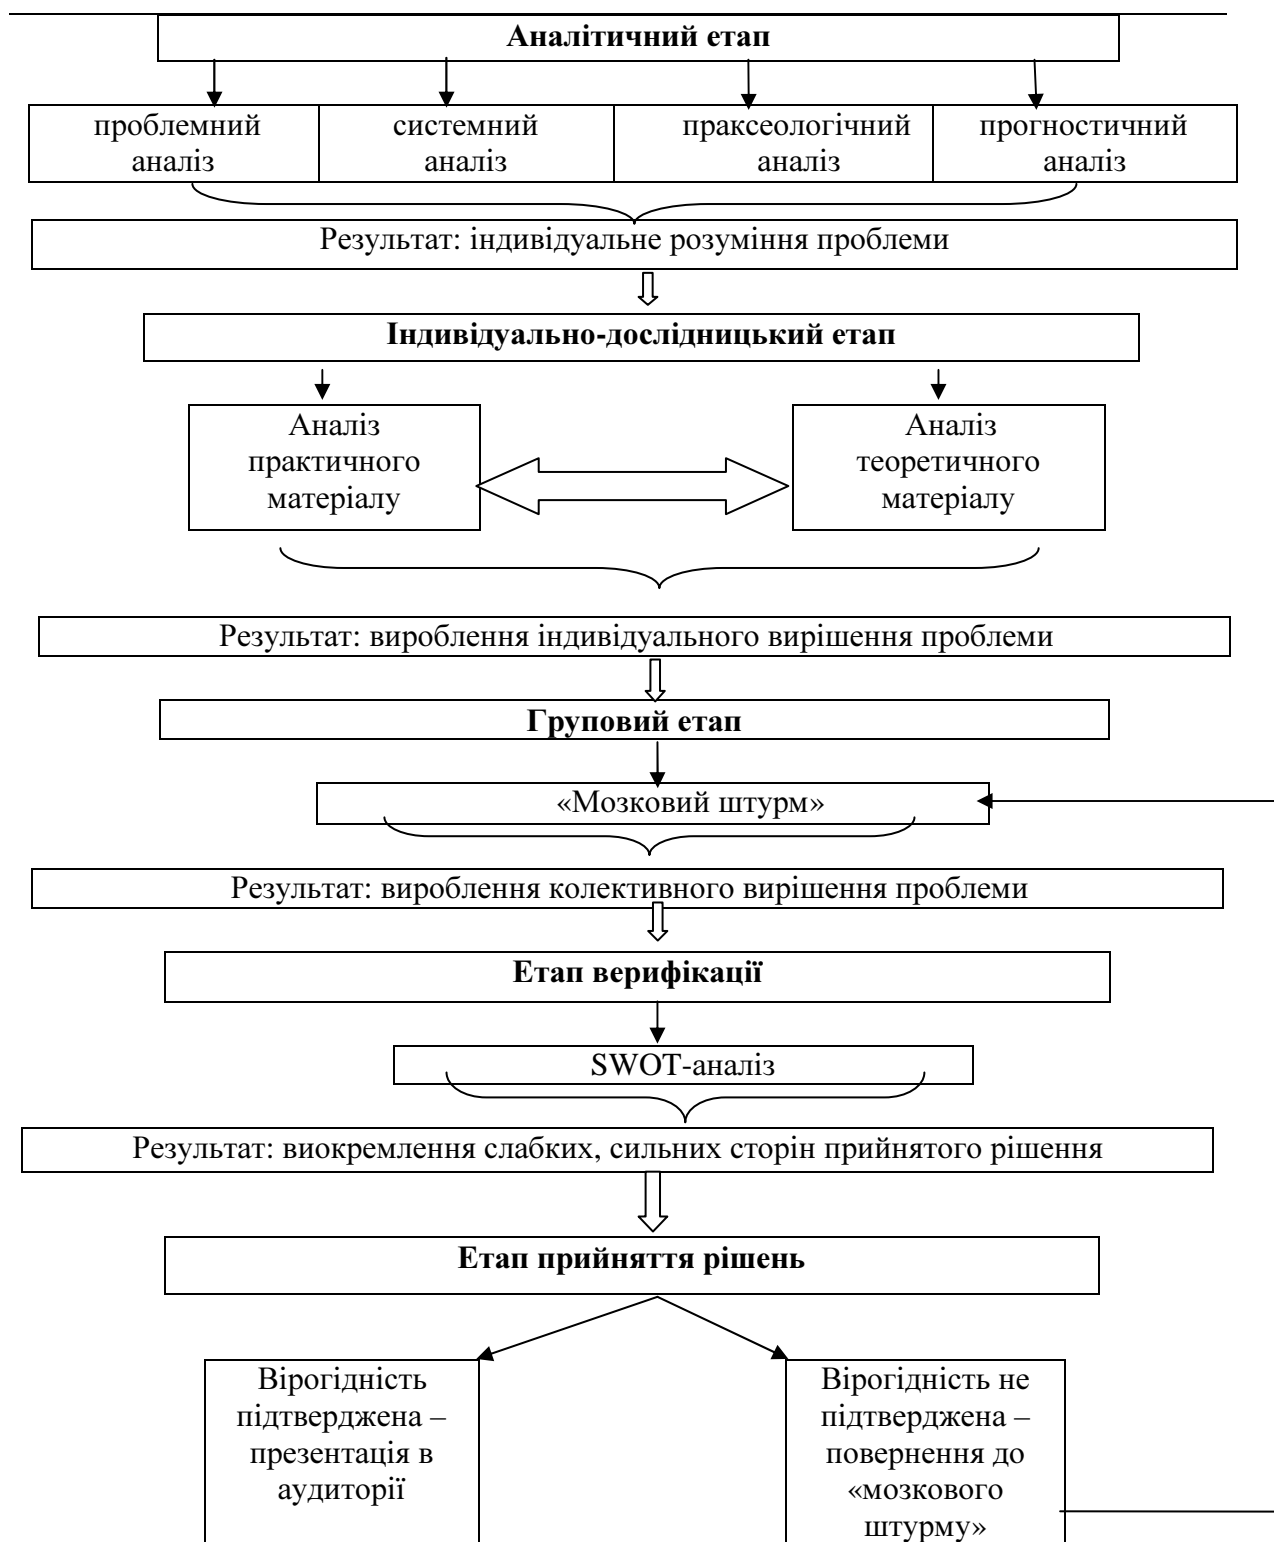 Аналітичний етап
проблемний
аналіз
системний
аналіз
праксеологічний
аналіз
прогностичний
аналіз
Результат: індивідуальне розуміння проблеми
Індивідуально-дослідницький етап
Аналіз
практичного
матеріалу
Аналіз
теоретичного
матеріалу
Результат: вироблення індивідуального вирішення проблеми
Груповий етап
«Мозковий штурм»
Результат: вироблення колективного вирішення проблеми
Етап верифікації
SWOT-аналіз
Результат: виокремлення слабких, сильних сторін прийнятого рішення
Етап прийняття рішень
Вірогідність
підтверджена –
презентація в
аудиторії
Вірогідність не
підтверджена –
повернення до
«мозкового
штурму»